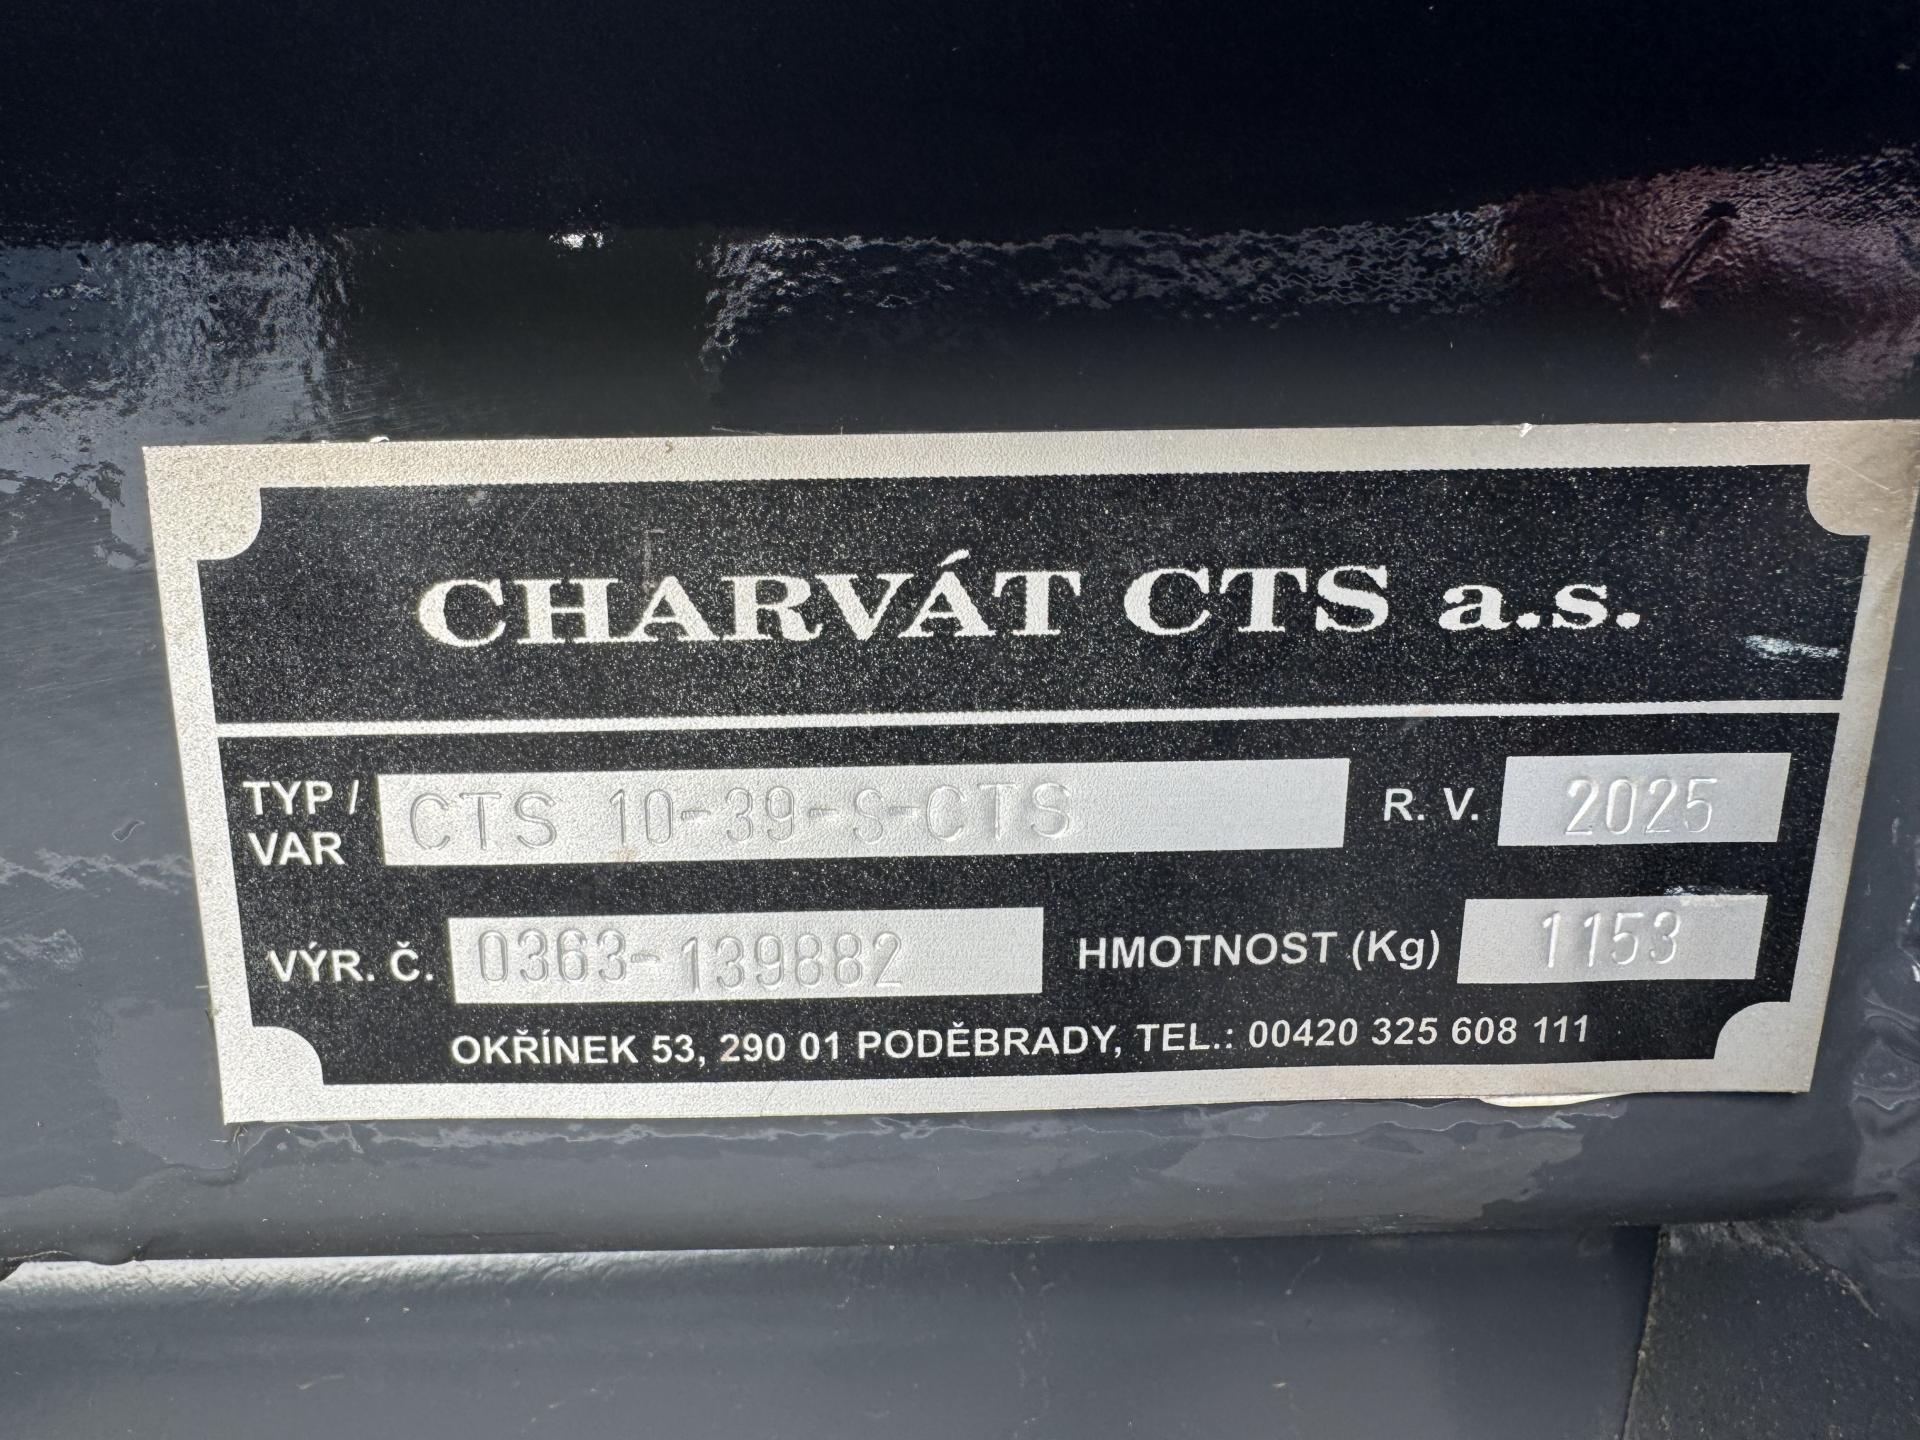 CHARVÁT CTS a.s.
TYP / VAR CTS 10-39-S-CTS R. V. 2025
VÝR. Č. 0363-139882 HMOTNOST (Kg) 1153
OKŘÍNEK 53, 290 01 PODĚBRADY, TEL.: 00420 325 608 111